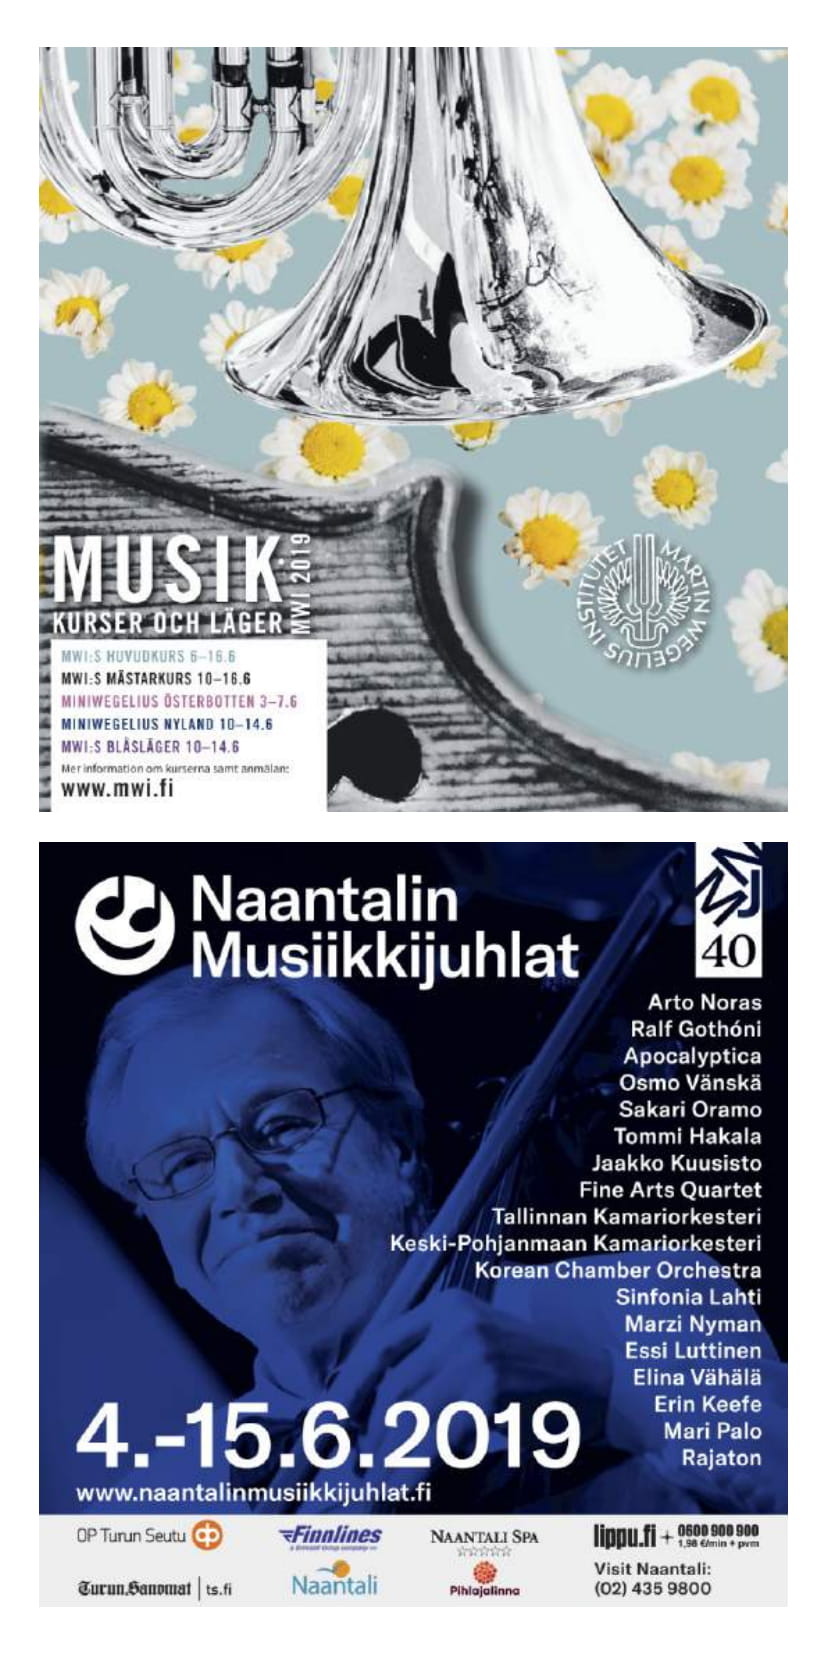 MUSIK
KURSER OCH LÄGER
MWI 2019
MWI:S HUVUDKURS 6–16.6
MWI:S MÄSTARKURS 10–16.6
MINIWEGELIUS ÖSTERBOTTEN 3–7.6
MINIWEGELIUS NYLAND 10–14.6
MWI:S BLÅSLÄGER 10–14.6
Mer information om kurserna samt anmälan:
www.mwi.fi
MARTIN WEGELIUS INSTITUTET
Naantalin
Musiikkijuhlat
NMJ
40
Arto Noras
Ralf Gothóni
Apocalyptica
Osmo Vänskä
Sakari Oramo
Tommi Hakala
Jaakko Kuusisto
Fine Arts Quartet
Tallinnan Kamariorkesteri
Keski-Pohjanmaan Kamariorkesteri
Korean Chamber Orchestra
Sinfonia Lahti
Marzi Nyman
Essi Luttinen
Elina Vähälä
Erin Keefe
Mari Palo
Rajaton
4.-15.6.2019
www.naantalinmusiikkijuhlat.fi
OP Turun Seutu
Finnlines
NAANTALI SPA
lippu.fi + 0600 900 900
1,98 €/min + pvm
Turun Sanomat | ts.fi
Naantali
Pihlajalinna
Visit Naantali:
(02) 435 9800